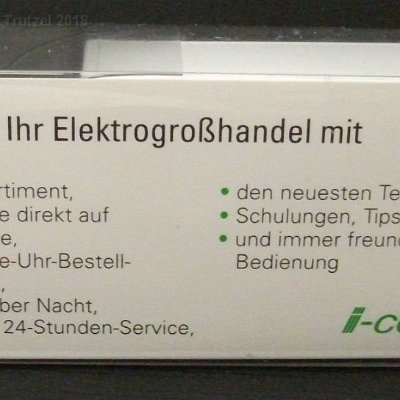 Trutzel 2018
Ihr Elektrogroßhandel mit
rtiment,
e direkt auf
e,
e-Uhr-Bestell-
,
ber Nacht,
24-Stunden-Service,
• den neuesten Te
• Schulungen, Tips
• und immer freun
Bedienung
i-co